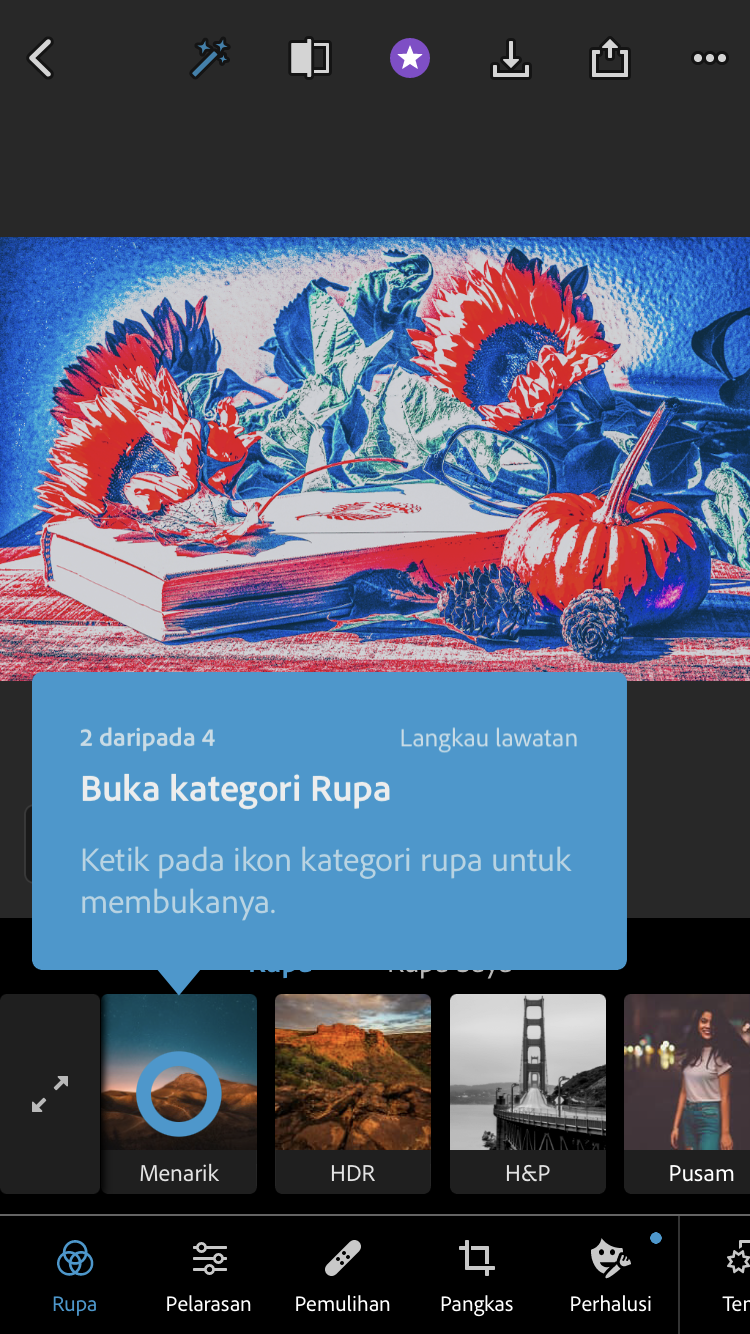 2 daripada 4
Langkau lawatan
Buka kategori Rupa
Ketik pada ikon kategori rupa untuk
membukanya.
Menarik
HDR
H&P
Pusam
Rupa
Pelarasan
Pemulihan
Pangkas
Perhalusi